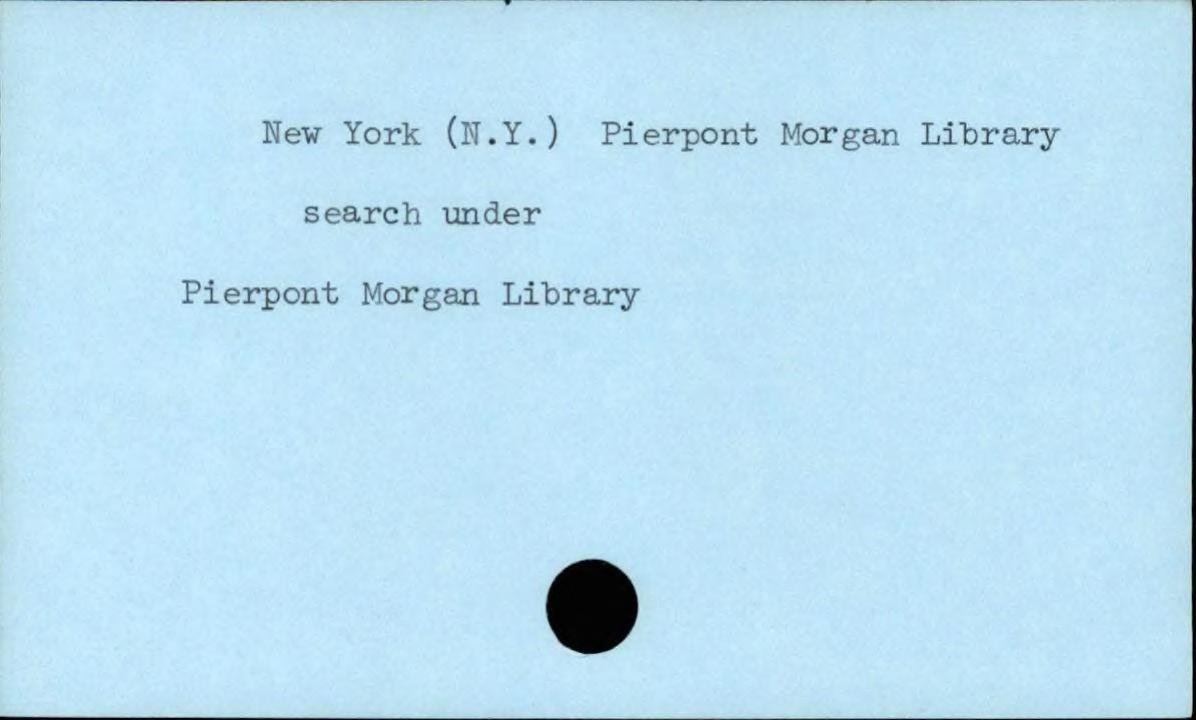 New York (N.Y.) Pierpont Morgan Library
search under
Pierpont Morgan Library